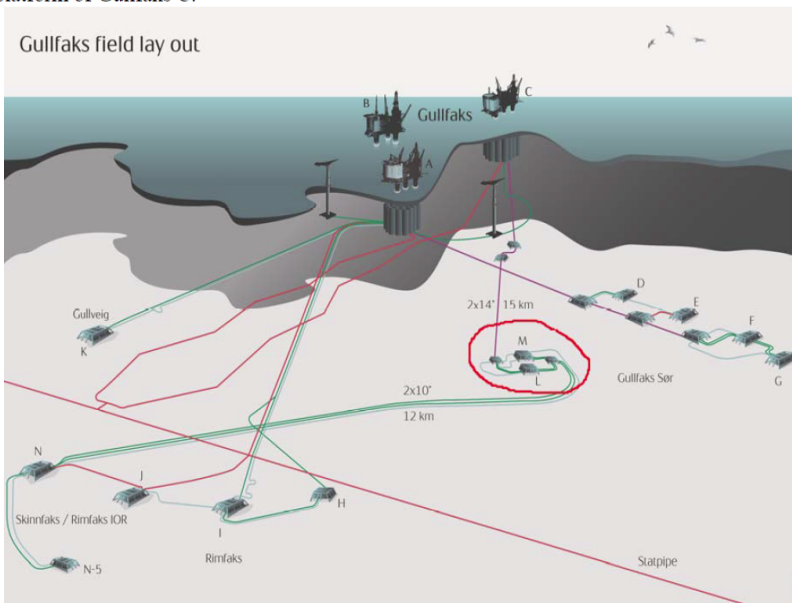 Gullfaks field lay out
C
B
Gullfaks
A
D
2x14" 15 km
E
Gullveig
F
K
M
G
L
Gullfaks Sør
2x10"
12 km
N
J
H
Skinnfaks / Rimfaks IOR
I
Rimfaks
Statpipe
N-5